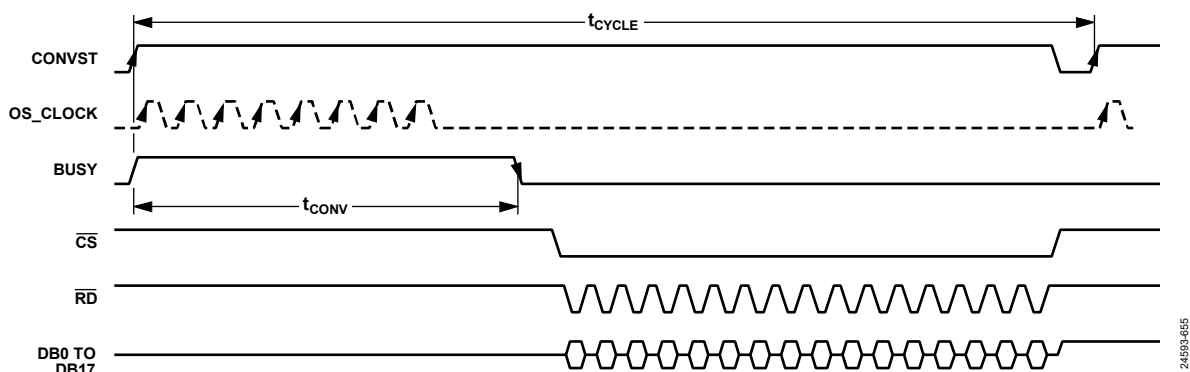 tCYCLE
CONVST
OS_CLOCK
BUSY
tCONV
CS
RD
DB0 TO
DB17
24593-655